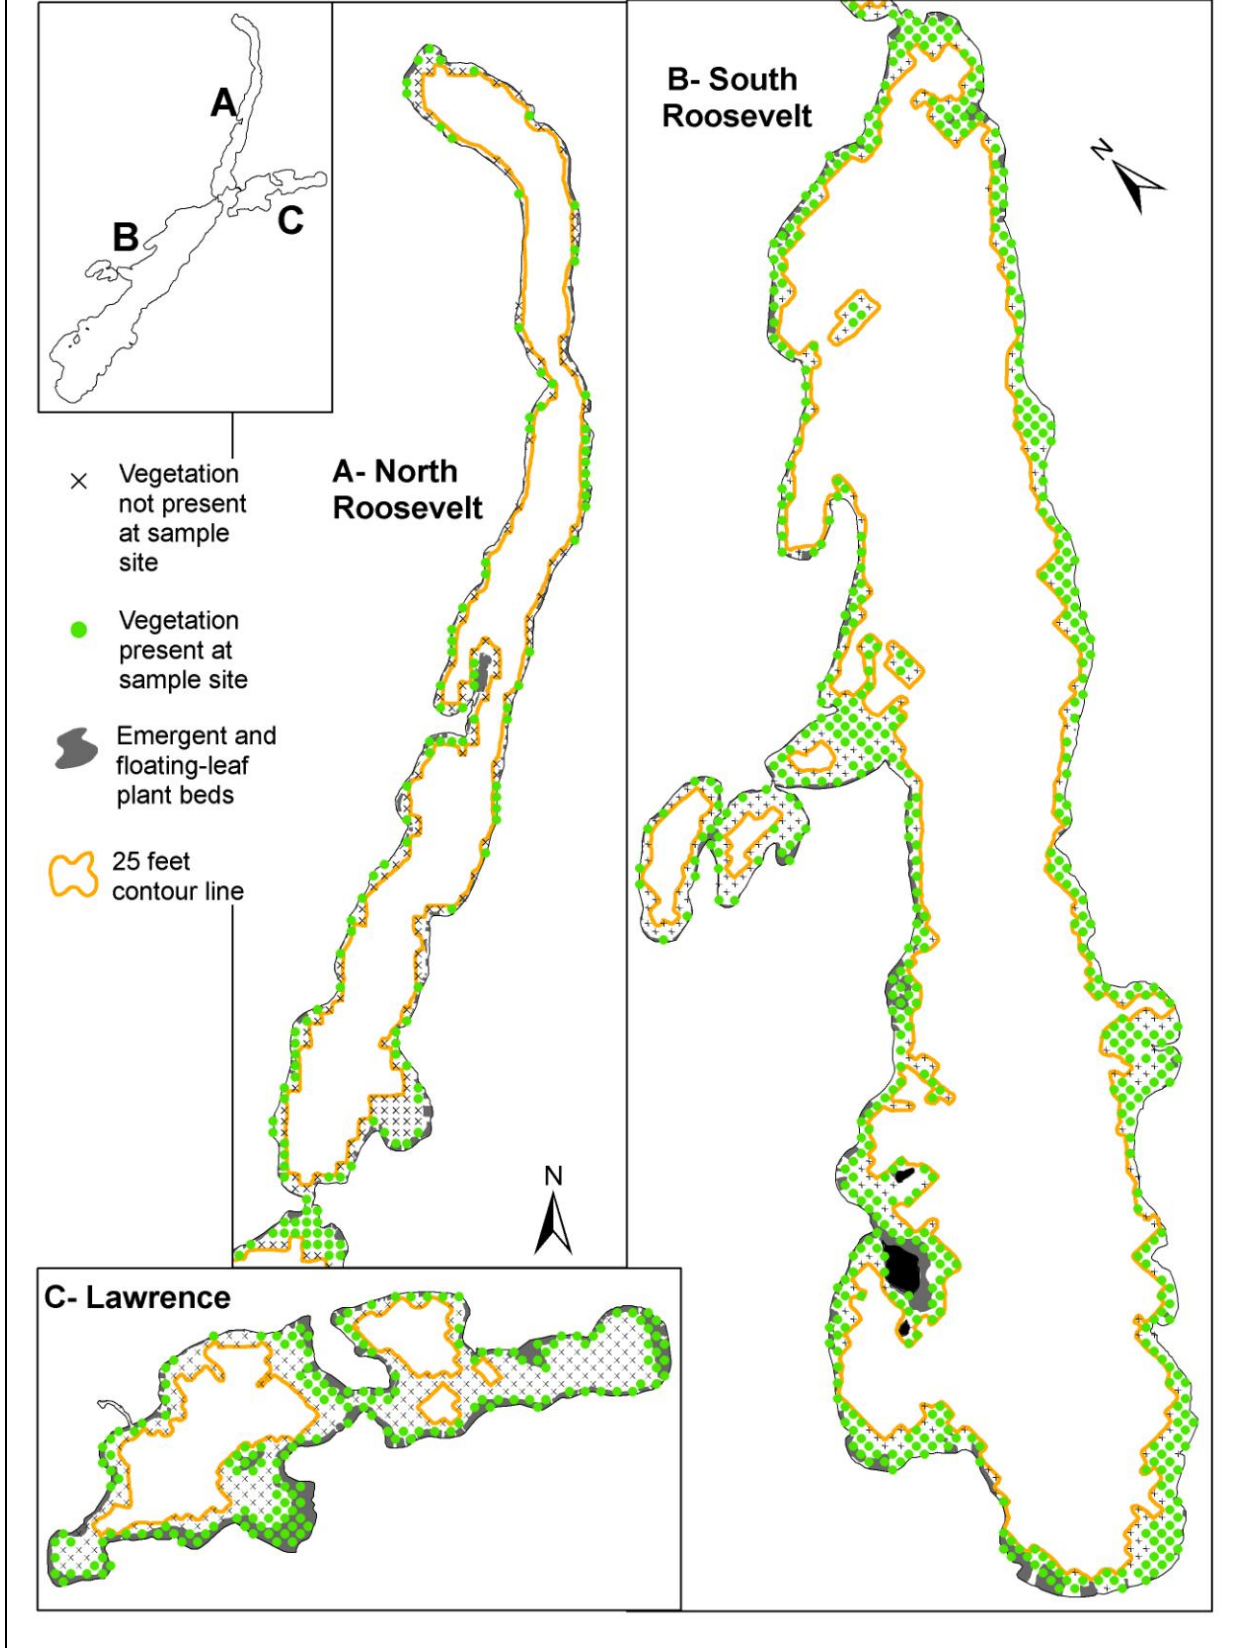 A
B
C
B- South
Roosevelt
N
Vegetation
not present
at sample
site
A- North
Roosevelt
Vegetation
present at
sample site
Emergent and
floating-leaf
plant beds
25 feet
contour line
N
C- Lawrence